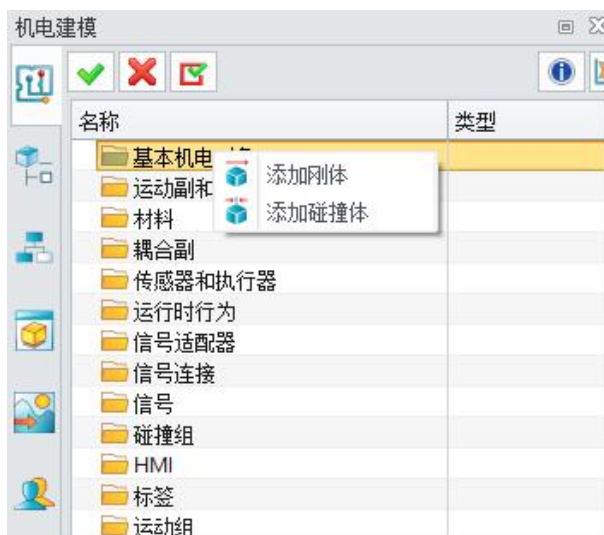 机电建模
名称
类型
基本机电
添加刚体
运动副和
添加碰撞体
材料
耦合副
传感器和执行器
运行时行为
信号适配器
信号连接
信号
碰撞组
HMI
标签
运动组